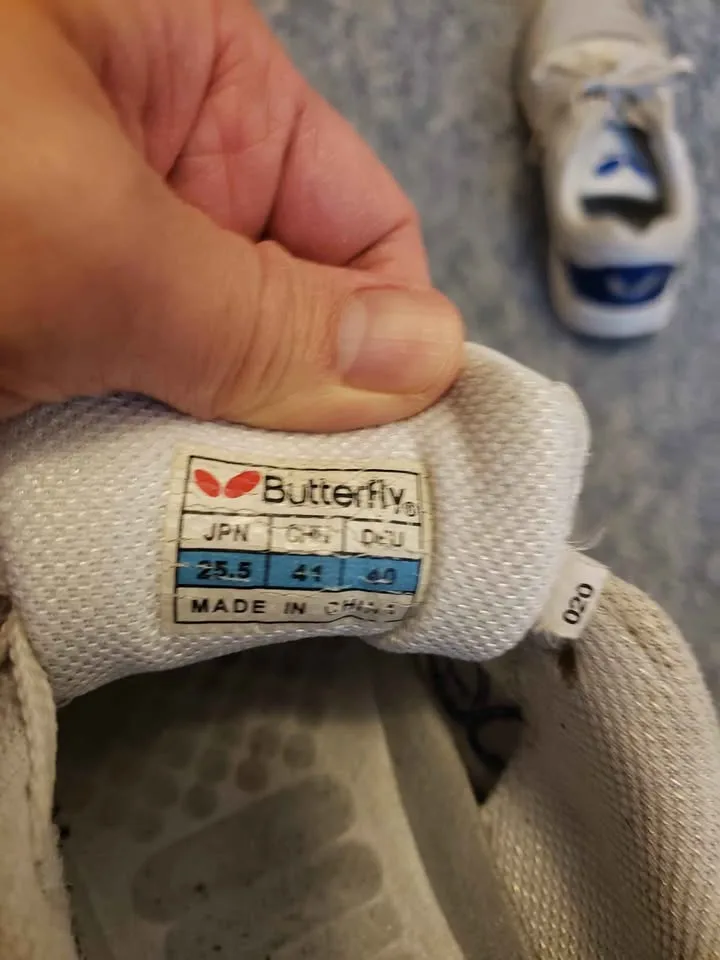 Butterfly®
JPN CHN DEU
25.5 41 40
MADE IN CHINA
020